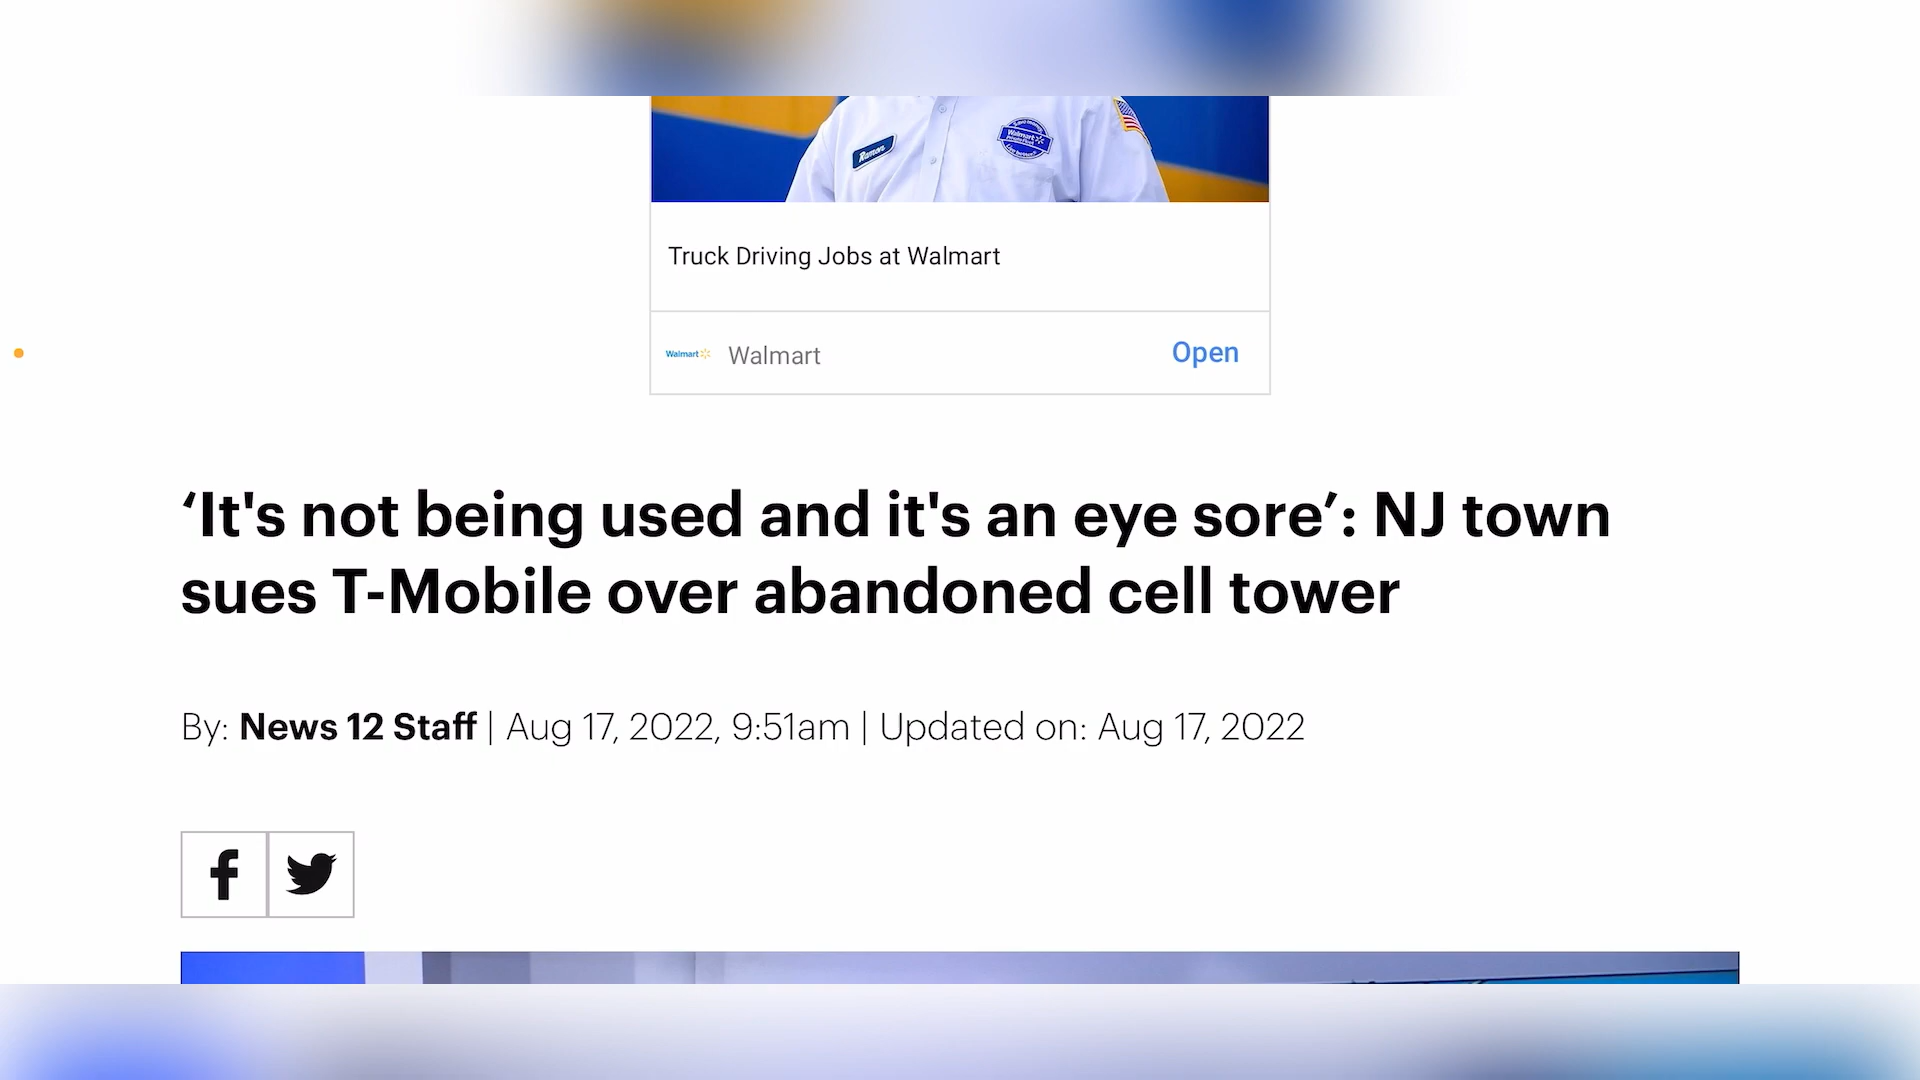 Ramon
Walmart
Truck Driving Jobs at Walmart
Walmart
Walmart
Open
‘It's not being used and it's an eye sore’: NJ town
sues T-Mobile over abandoned cell tower
By: News 12 Staff | Aug 17, 2022, 9:51am | Updated on: Aug 17, 2022